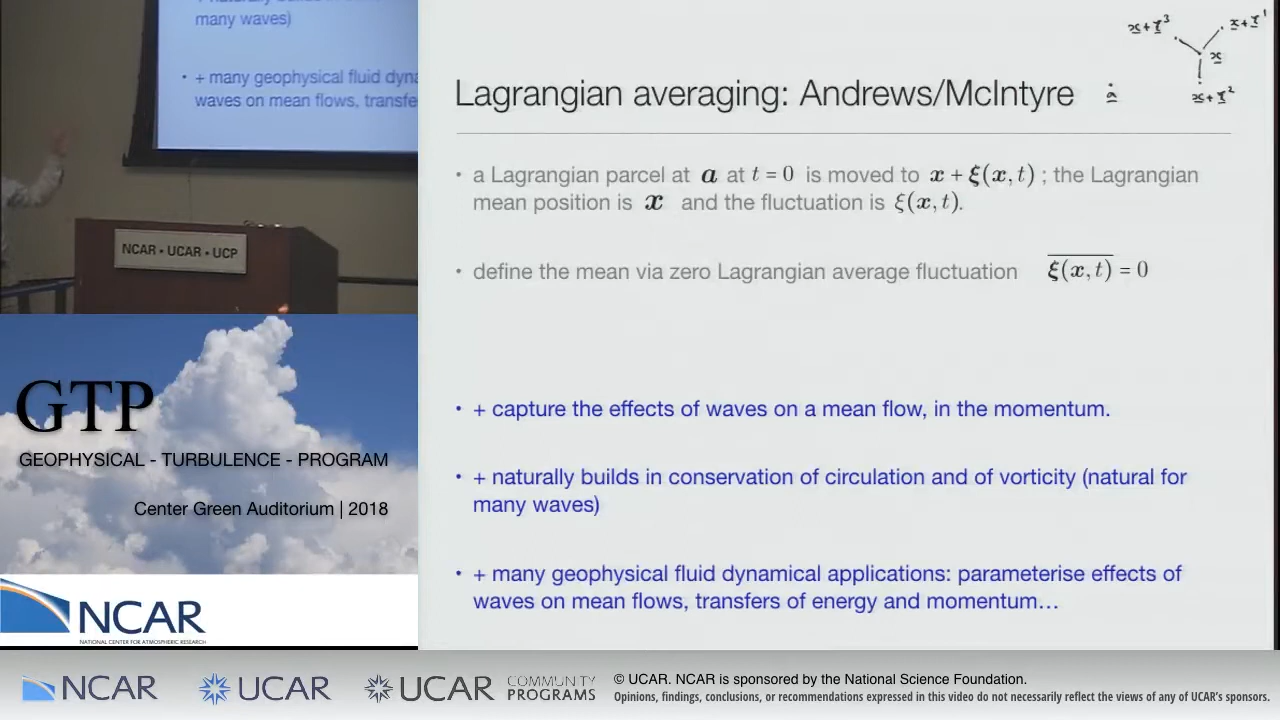 many waves)
• + many geophysical fluid dyna
waves on mean flows, transfe
NCAR • UCAR • UCP
GTP
GEOPHYSICAL - TURBULENCE - PROGRAM
Center Green Auditorium | 2018
NCAR
NATIONAL CENTER FOR ATMOSPHERIC RESEARCH
x+ξ³ x+ξ¹
x
Lagrangian averaging: Andrews/McIntyre a x+ξ²
• a Lagrangian parcel at a at t = 0 is moved to x + ξ(x, t) ; the Lagrangian
mean position is x and the fluctuation is ξ(x, t).
• define the mean via zero Lagrangian average fluctuation ξ(x, t) = 0
• + capture the effects of waves on a mean flow, in the momentum.
• + naturally builds in conservation of circulation and of vorticity (natural for
many waves)
• + many geophysical fluid dynamical applications: parameterise effects of
waves on mean flows, transfers of energy and momentum…
NCAR UCAR UCAR COMMUNITY
PROGRAMS
© UCAR. NCAR is sponsored by the National Science Foundation.
Opinions, findings, conclusions, or recommendations expressed in this video do not necessarily reflect the views of any of UCAR's sponsors.